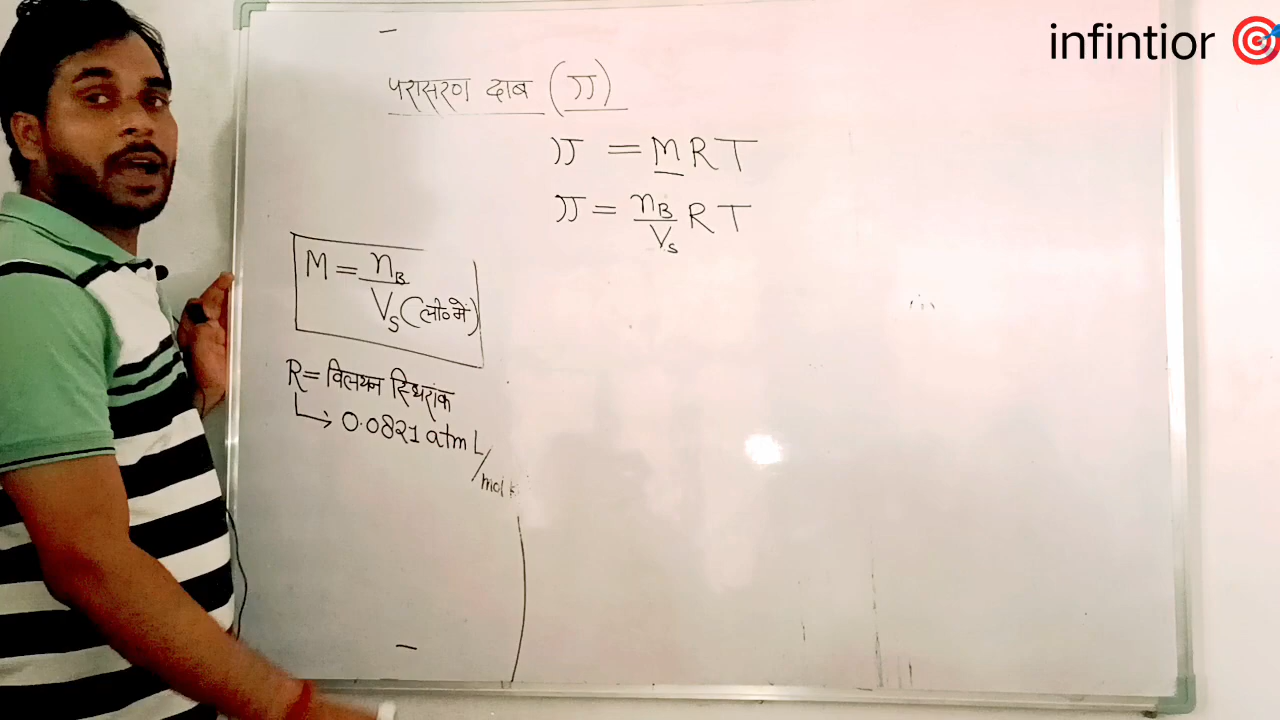 infintior
परासरण दाब (π)
π = MRT
π = n_B/V_s RT
M = n_B/V_s (ली० में)
R = विलयन स्थिरांक
↳ 0.0821 atm L/mol K